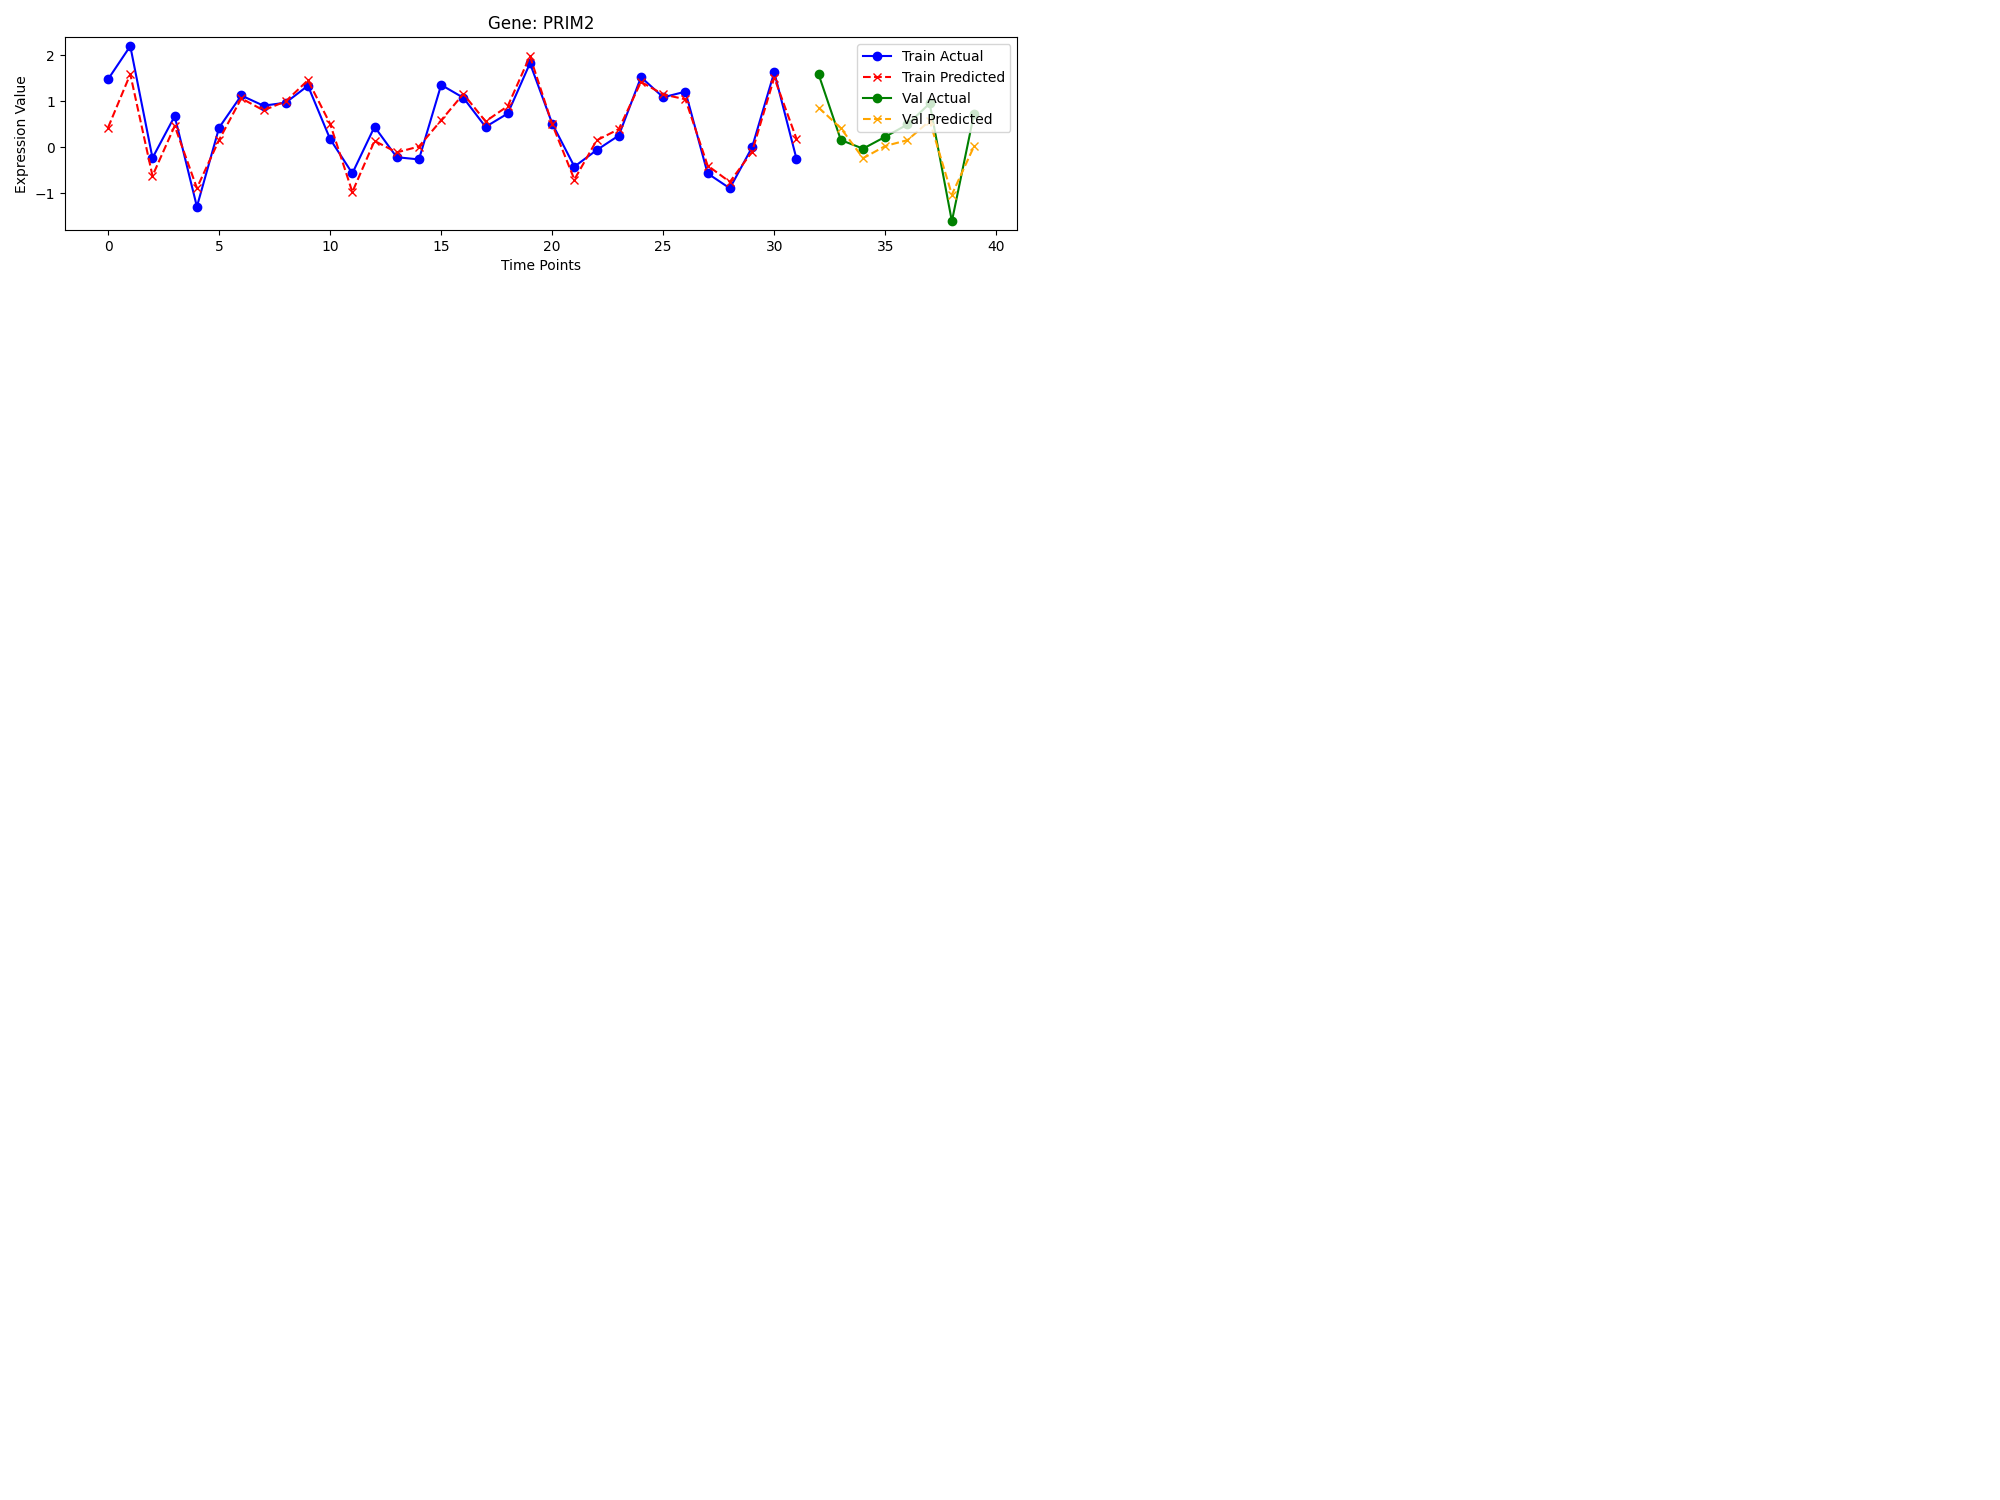 Gene: PRIM2
Expression Value
2
1
0
−1
Train Actual
Train Predicted
Val Actual
Val Predicted
0 5 10 15 20 25 30 35 40
Time Points